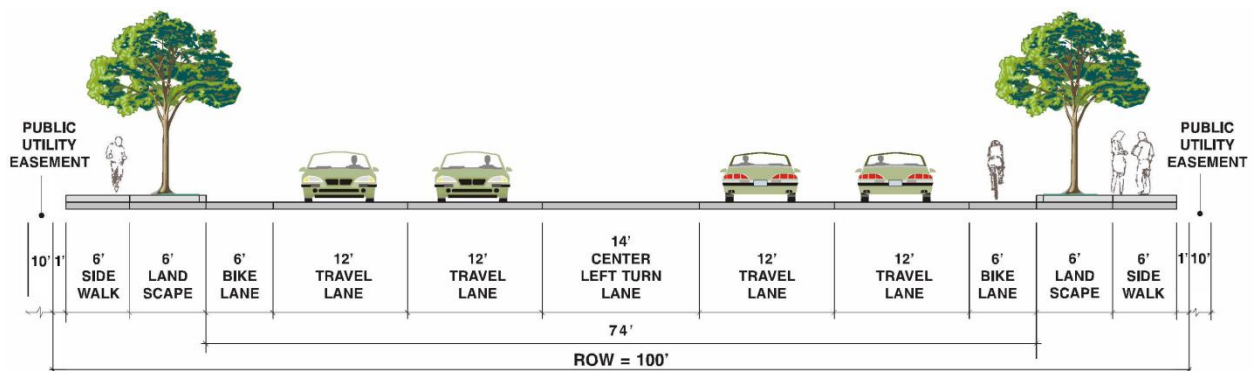 PUBLIC
UTILITY
EASEMENT
PUBLIC
UTILITY
EASEMENT
10'
1'
6'
SIDE
WALK
6'
LAND
SCAPE
6'
BIKE
LANE
12'
TRAVEL
LANE
12'
TRAVEL
LANE
14'
CENTER
LEFT TURN
LANE
12'
TRAVEL
LANE
12'
TRAVEL
LANE
6'
BIKE
LANE
6'
LAND
SCAPE
6'
SIDE
WALK
1'
10'
74'
ROW = 100'